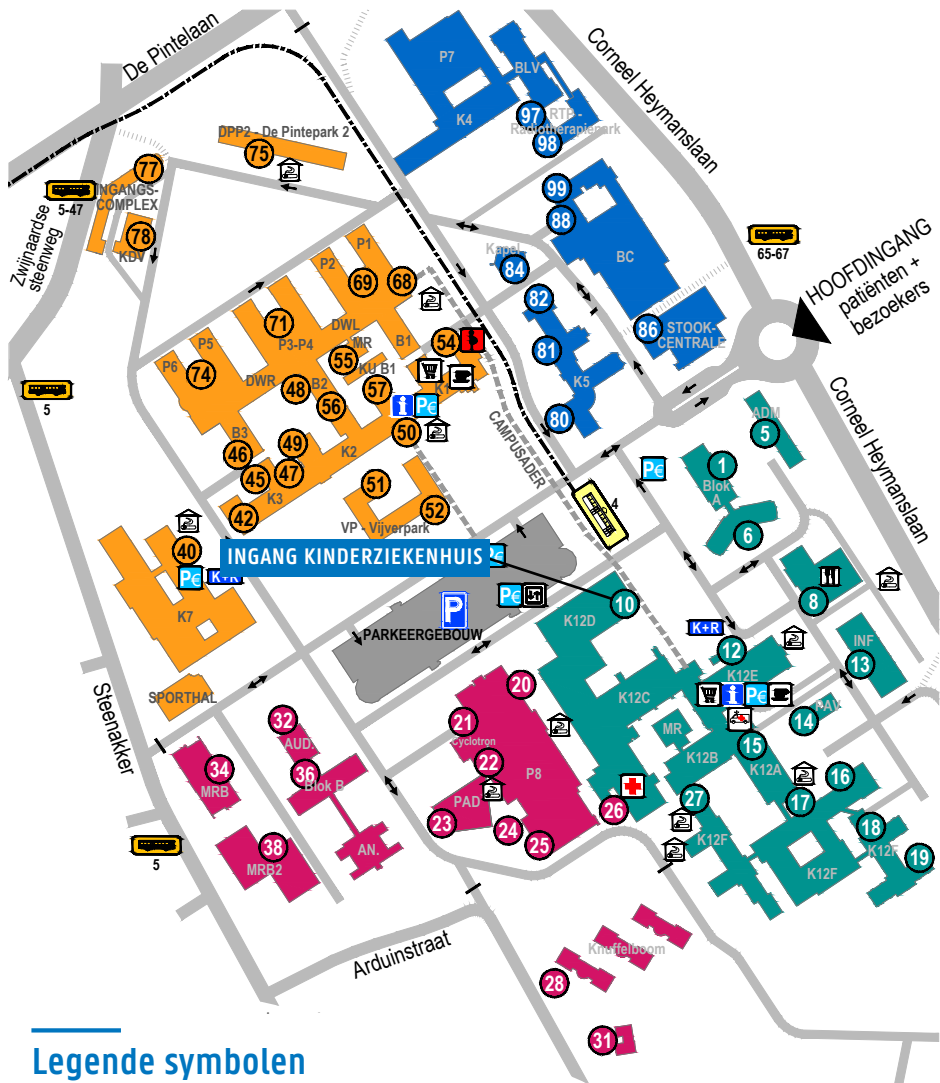 De Pintelaan
Corneel Heymanslaan
P7
BLV
K4
97
RTP -
Radiotherapiepark
98
DPP2 - De Pintepark 2
75
77
INGANGS-
COMPLEX
78
KDV
5-47
Zwijnaardse
steenweg
99
88
BC
65-67
HOOFDINGANG
patiënten +
bezoekers
Kapel
84
82
86
STOOK-
CENTRALE
81
K5
80
P1
P2
69
68
71
DWL
P3-P4
MR
B1
54
P5
P6
74
55
KU B1
K1
DWR
48
B2
57
56
i
P€
50
B3
46
49
K2
45
47
K3
42
51
52
VP - Vijverpark
CAMPUSADER
5
4
P€
ADM
5
1
Blok
A
6
Corneel Heymanslaan
40
P€
K+R
K7
INGANG KINDERZIEKENHUIS
P€
P€
P
PARKEERGEBOUW
10
K12D
8
K+R
12
K12E
INF
13
SPORTHAL
Steenakker
K12C
i
P€
PAV
14
MR
15
K12B
K12A
16
17
18
K12F
19
K12F
27
K12F
26
20
21
Cyclotron
22
P8
PAD
23
24
25
32
AUD.
34
MRB
36
Blok B
AN.
38
MRB2
5
Arduinstraat
Knuffelboom
28
31
Legende symbolen